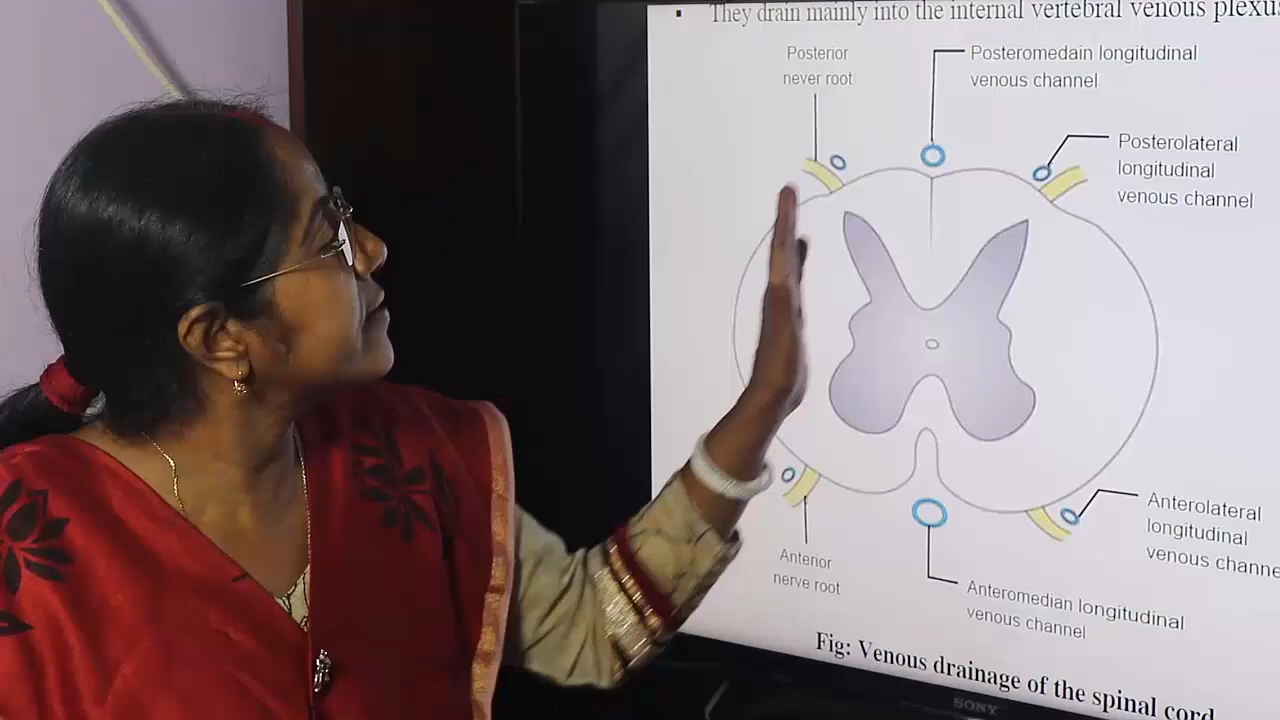 ▪ They drain mainly into the internal vertebral venous plexus
Posterior
never root
Posteromedain longitudinal
venous channel
Posterolateral
longitudinal
venous channel
Anterior
nerve root
Anteromedian longitudinal
venous channel
Anterolateral
longitudinal
venous channe
Fig: Venous drainage of the spinal cord
SONY